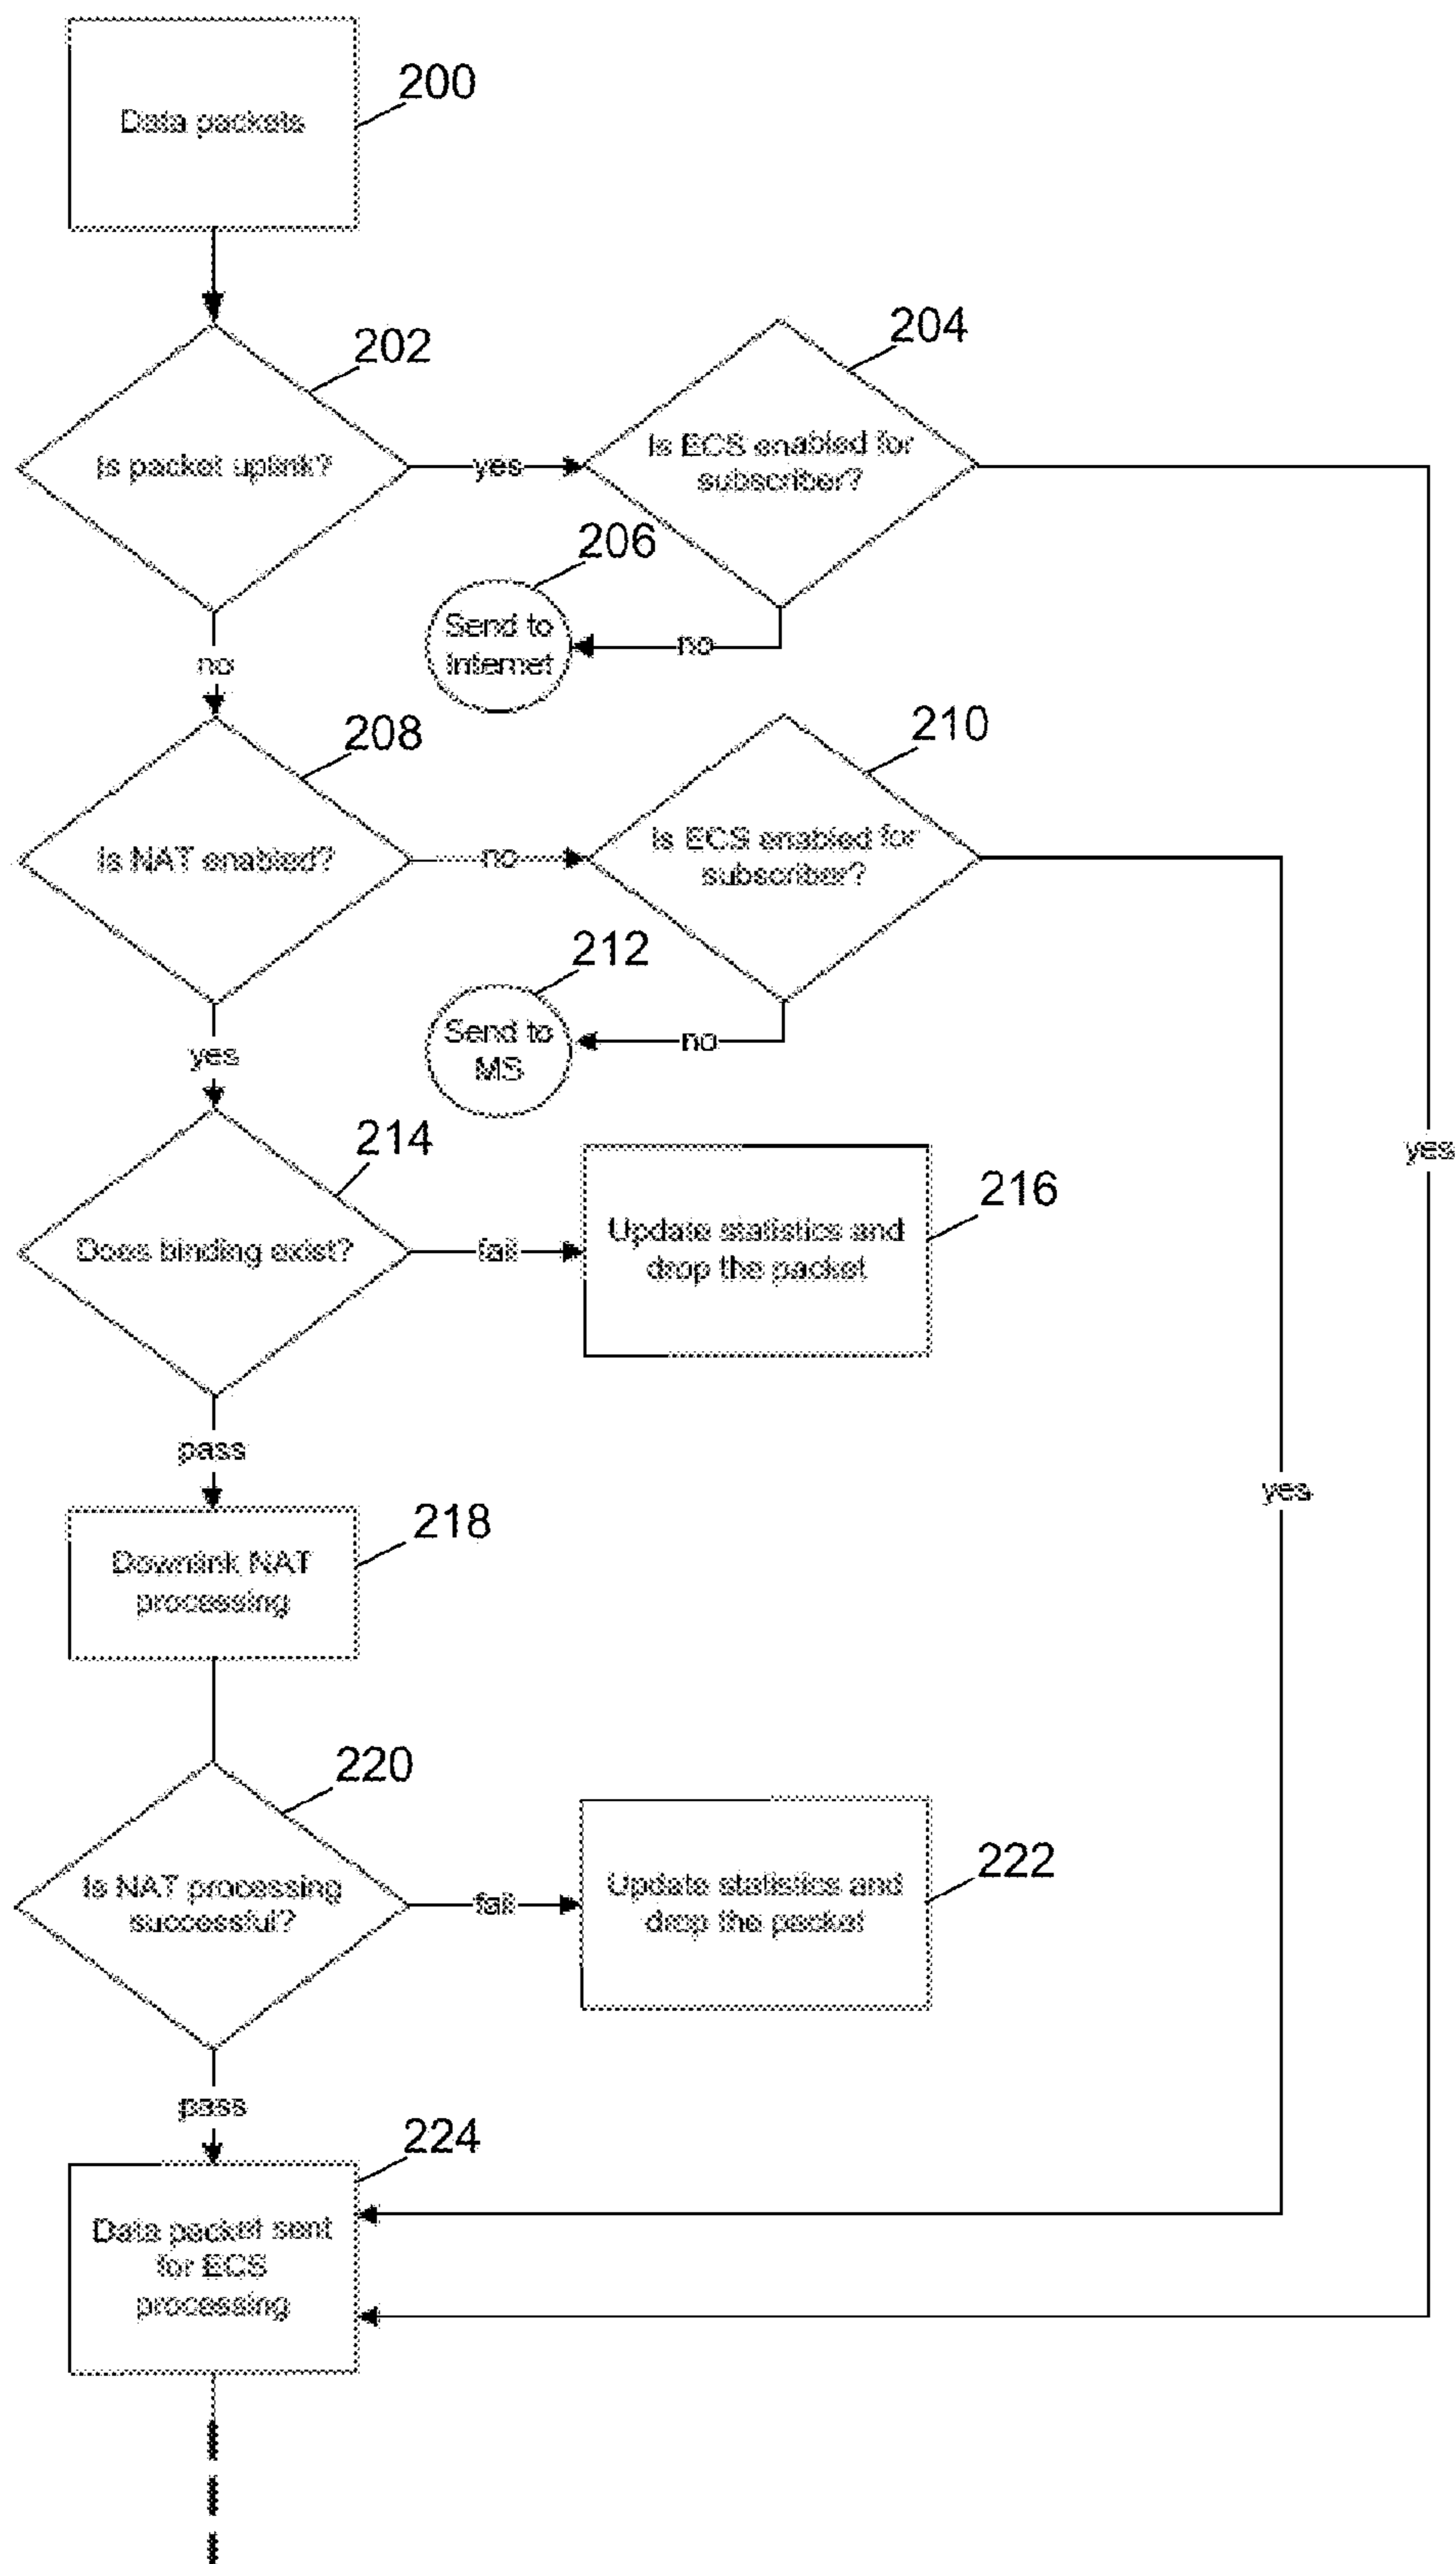 200
Data packets
202
Is packet uplink?
yes
204
Is ECS enabled for
subscriber?
206
Send to
Internet
no
no
208
Is NAT enabled?
no
210
Is ECS enabled for
subscriber?
212
Send to
MS
no
yes
214
Does binding exist?
fail
216
Update statistics and
drop the packet
yes
pass
yes
218
Downlink NAT
processing
220
Is NAT processing
successful?
fail
222
Update statistics and
drop the packet
pass
224
Data packet sent
for ECS
processing